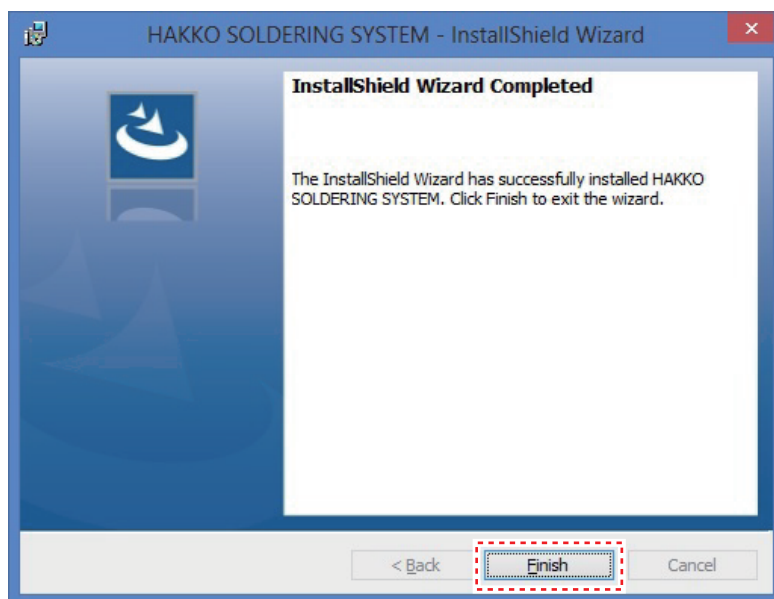 HAKKO SOLDERING SYSTEM - InstallShield Wizard
InstallShield Wizard Completed
The InstallShield Wizard has successfully installed HAKKO
SOLDERING SYSTEM. Click Finish to exit the wizard.
< Back
Finish
Cancel